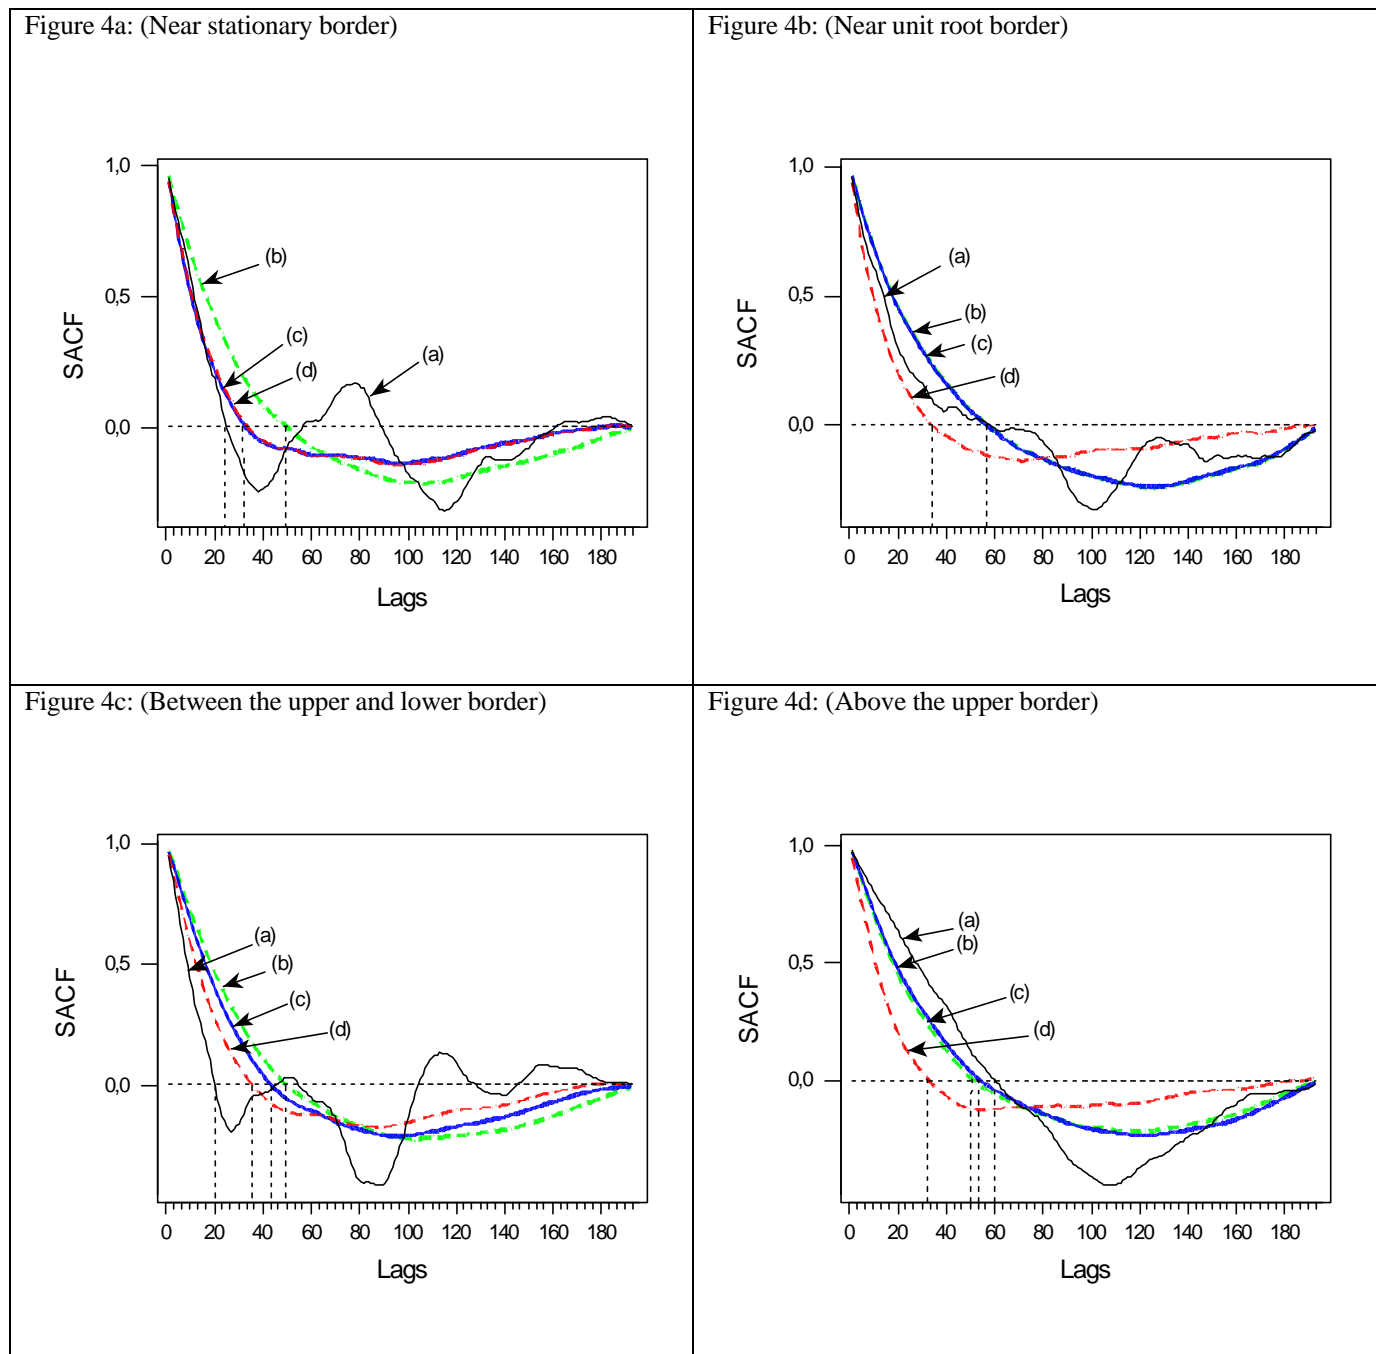 Figure 4a: (Near stationary border)
1,0
0,5
0,0
SACF
(b)
(c)
(d)
(a)
0 20 40 60 80 100 120 140 160 180
Lags
Figure 4b: (Near unit root border)
1,0
0,5
0,0
SACF
(a)
(b)
(c)
(d)
0 20 40 60 80 100 120 140 160 180
Lags
Figure 4c: (Between the upper and lower border)
1,0
0,5
0,0
SACF
(a)
(b)
(c)
(d)
0 20 40 60 80 100 120 140 160 180
Lags
Figure 4d: (Above the upper border)
1,0
0,5
0,0
SACF
(a)
(b)
(c)
(d)
0 20 40 60 80 100 120 140 160 180
Lags